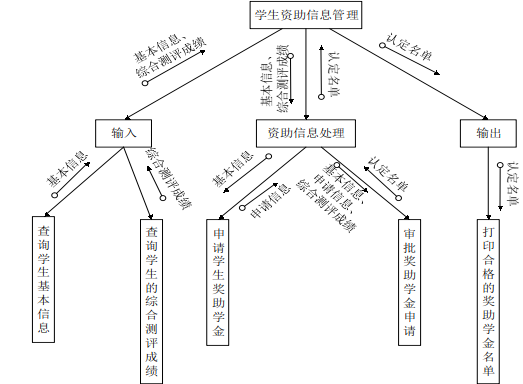 学生资助信息管理
基本信息、
综合测评成绩
基本信息、
综合测评成绩
认定名单
认定名单
输入
资助信息处理
输出
基本信息
综合测评成绩
基本信息
申请信息
基本信息、
申请信息、
综合测评成绩
认定名单
认定名单
查询学生基本信息
查询学生的综合测评成绩
申请学生奖助学金
审批奖助学金申请
打印合格的奖助学金名单